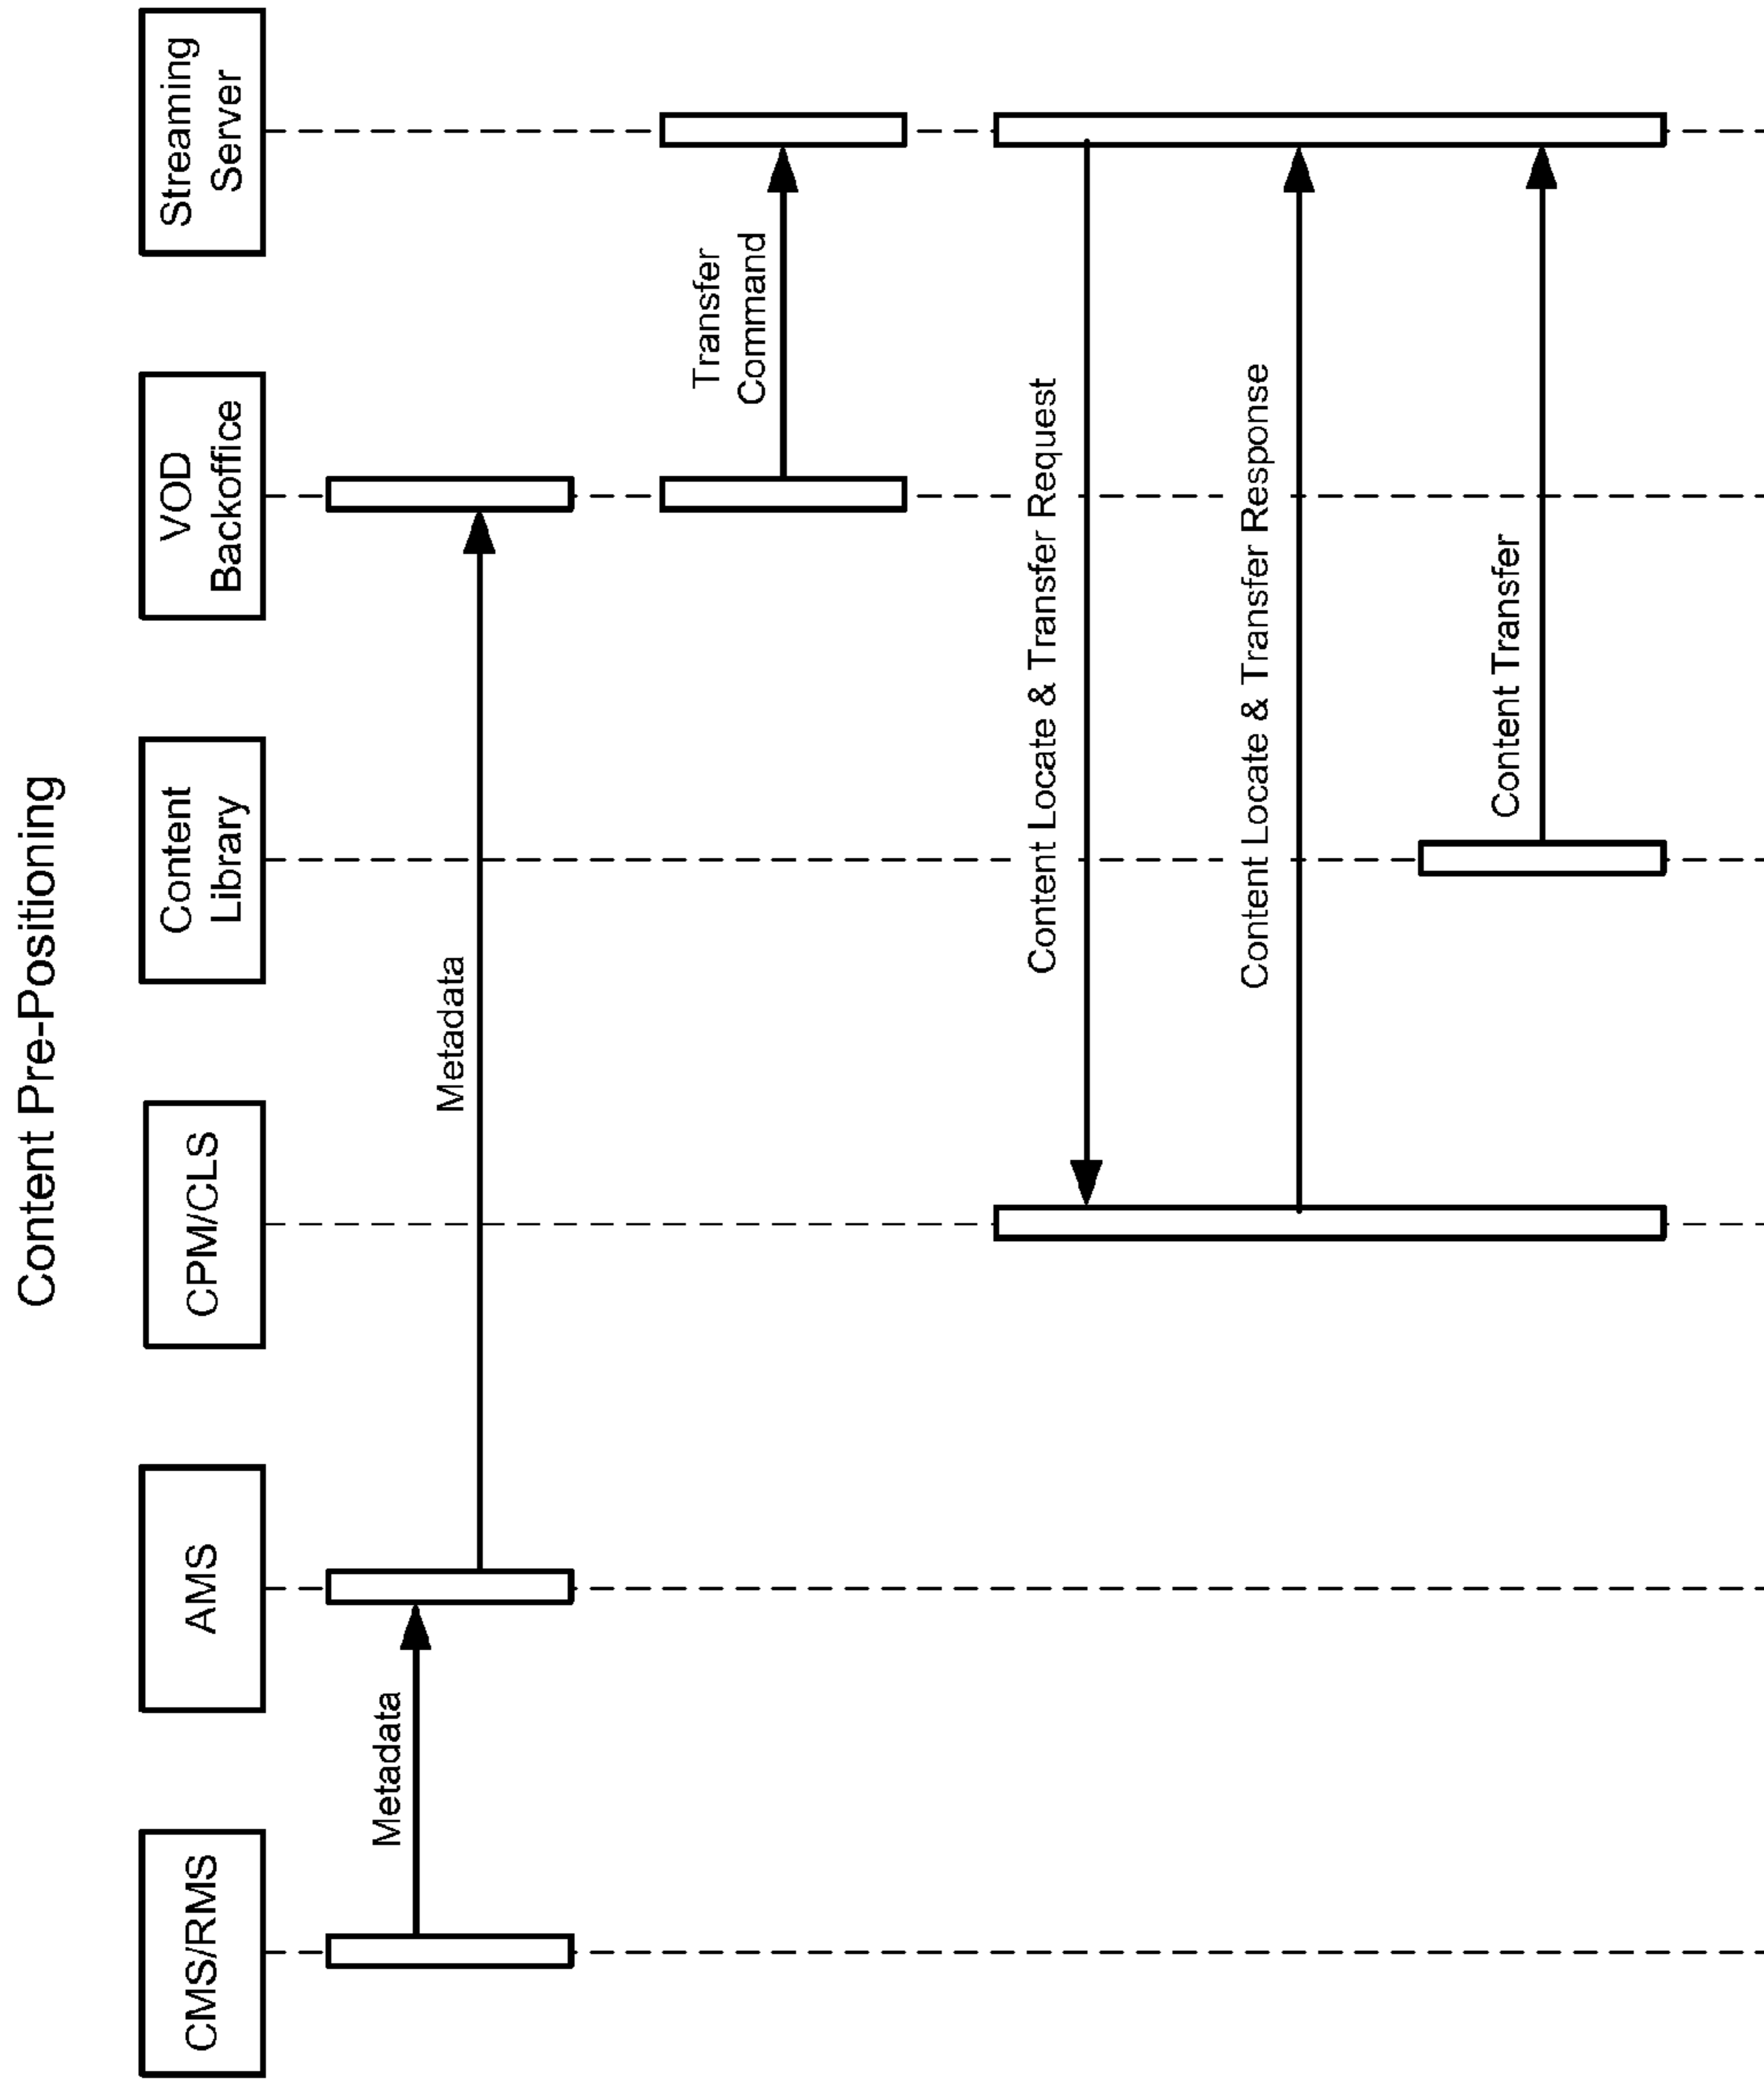 Content Pre-Positioning
CMS/RMS
AMS
CPM/CLS
Content
Library
VOD
Backoffice
Streaming
Server
Metadata
Metadata
Transfer
Command
Content Locate & Transfer Request
Content Locate & Transfer Response
Content Transfer